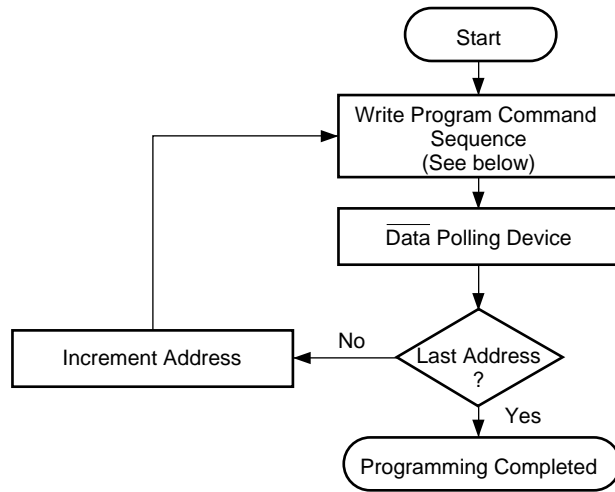 Start
Write Program Command
Sequence
(See below)
Data Polling Device
No
Increment Address
Last Address
?
Yes
Programming Completed